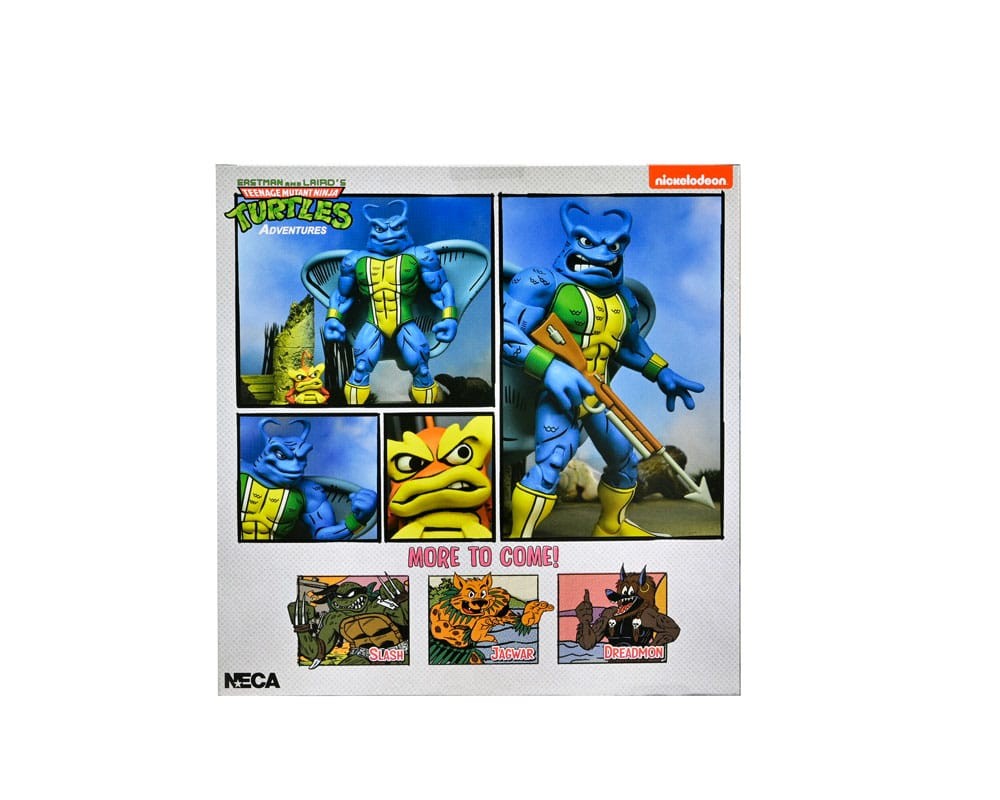 EASTMAN AND LAIRD'S
TEENAGE MUTANT NINJA
TURTLES
ADVENTURES
nickelodeon
MORE TO COME!
SLASH
JAGWAR
DREADMON
NECA